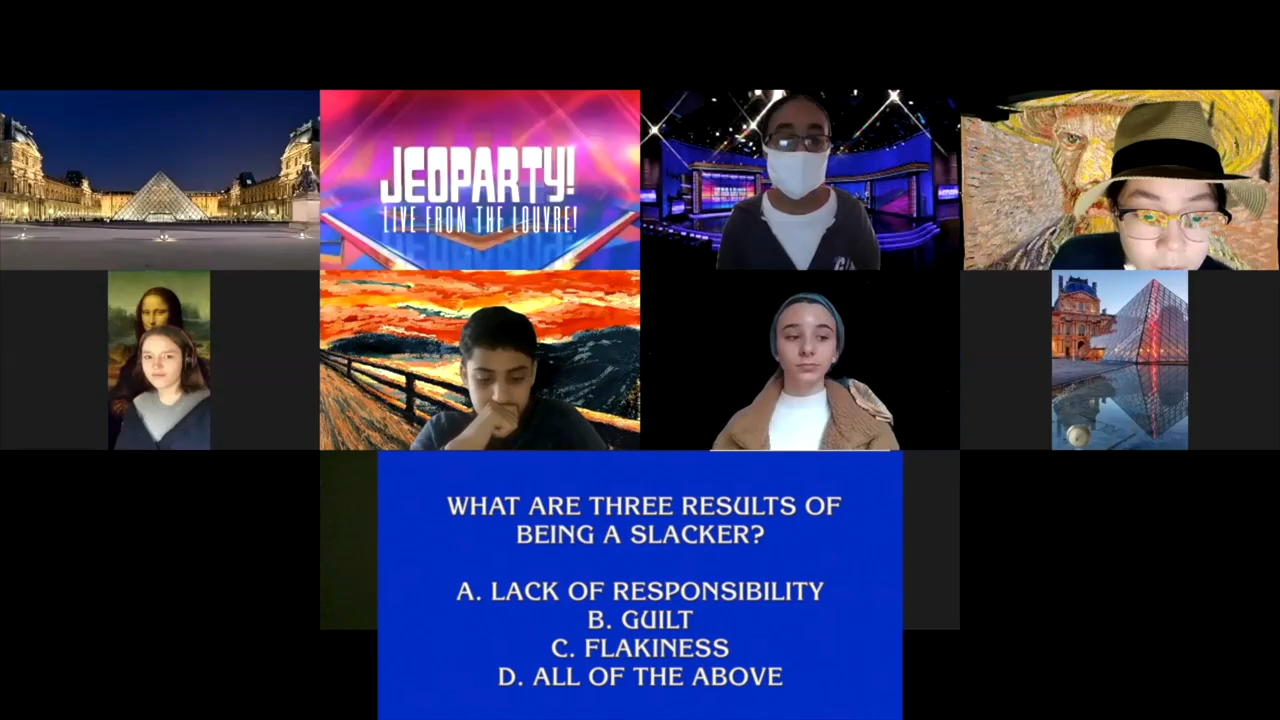 JEOPARTY!
LIVE FROM THE LOUVRE!
WHAT ARE THREE RESULTS OF
BEING A SLACKER?
A. LACK OF RESPONSIBILITY
B. GUILT
C. FLAKINESS
D. ALL OF THE ABOVE